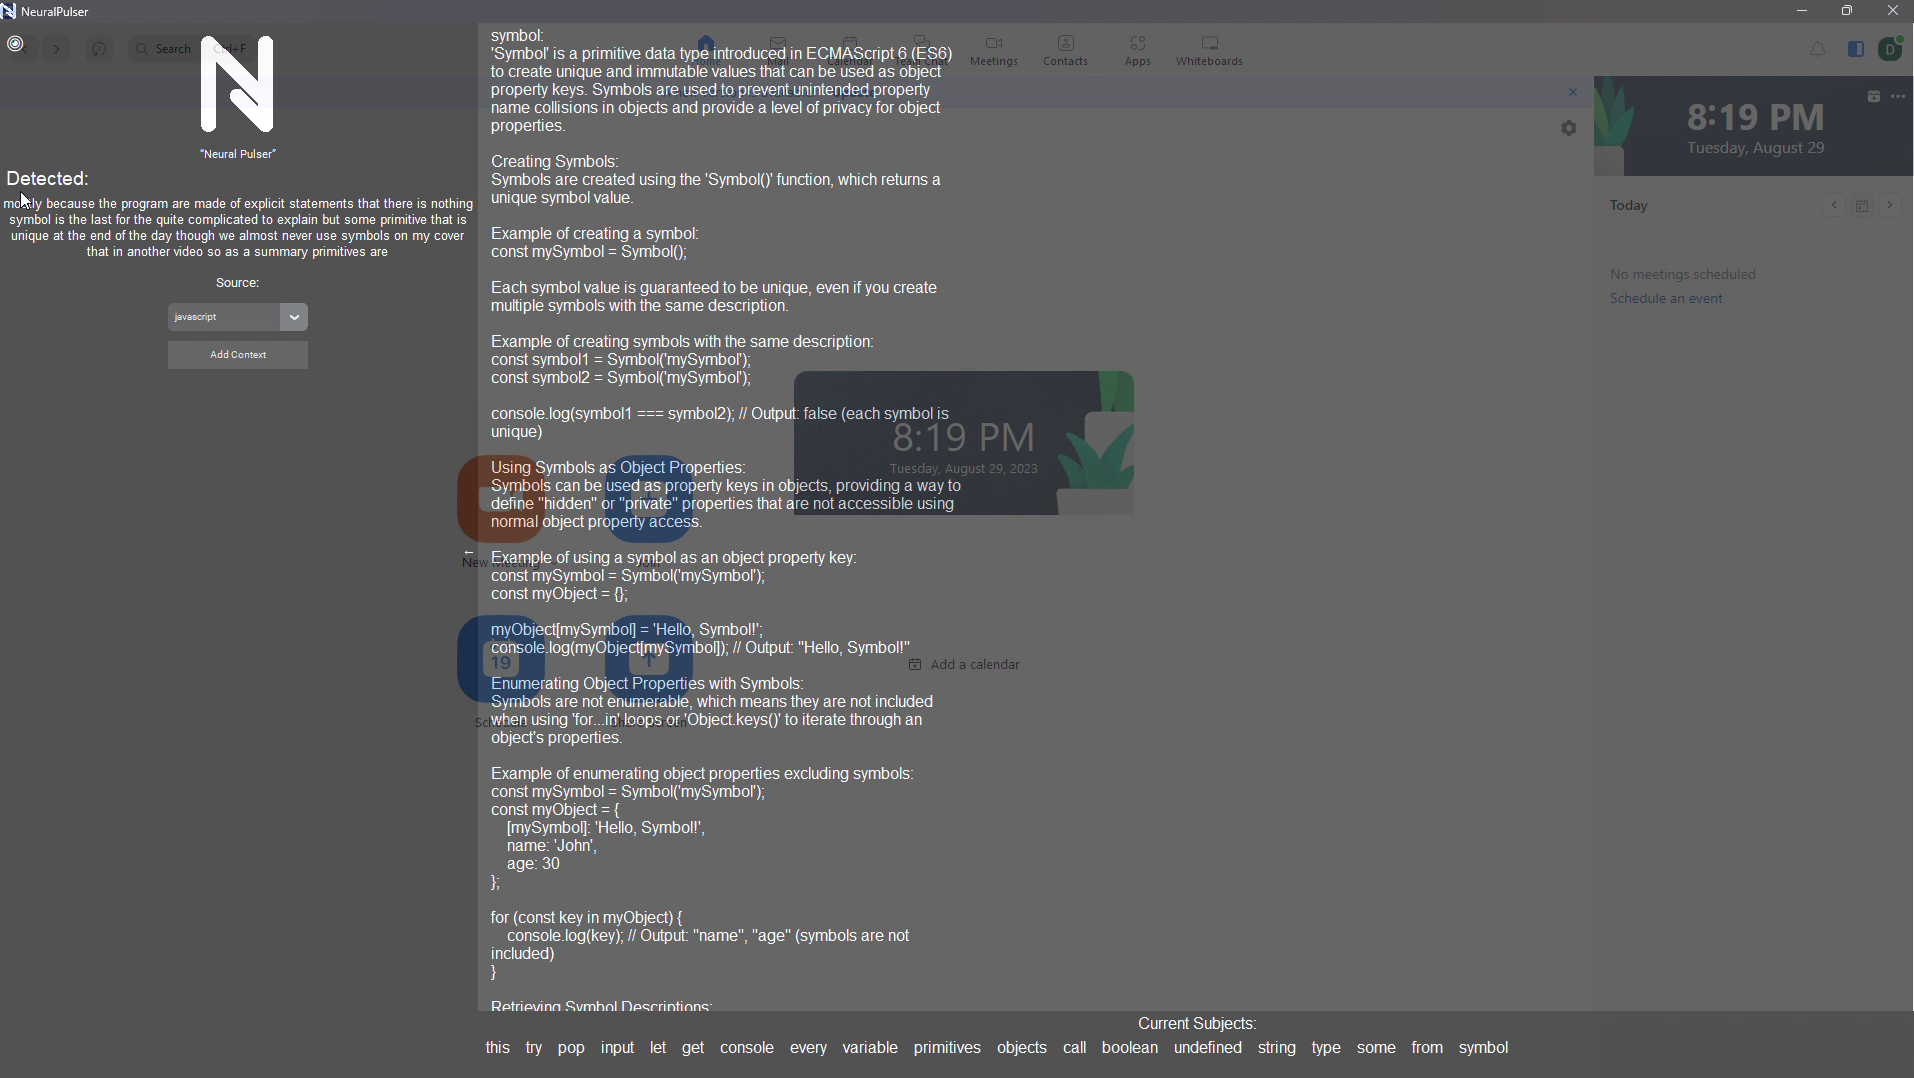 NeuralPulser
Search Ctrl+F
Home
Mail
Calendar
Team Chat
Meetings
Contacts
Apps
Whiteboards
D
N
"Neural Pulser"
Detected:
mostly because the program are made of explicit statements that there is nothing
symbol is the last for the quite complicated to explain but some primitive that is
unique at the end of the day though we almost never use symbols on my cover
that in another video so as a summary primitives are
Source:
javascript
Add Context
symbol:
'Symbol' is a primitive data type introduced in ECMAScript 6 (ES6)
to create unique and immutable values that can be used as object
property keys. Symbols are used to prevent unintended property
name collisions in objects and provide a level of privacy for object
properties.
Creating Symbols:
Symbols are created using the 'Symbol()' function, which returns a
unique symbol value.
Example of creating a symbol:
const mySymbol = Symbol();
Each symbol value is guaranteed to be unique, even if you create
multiple symbols with the same description.
Example of creating symbols with the same description:
const symbol1 = Symbol('mySymbol');
const symbol2 = Symbol('mySymbol');
console.log(symbol1 === symbol2); // Output: false (each symbol is
unique)
Using Symbols as Object Properties:
Symbols can be used as property keys in objects, providing a way to
define "hidden" or "private" properties that are not accessible using
normal object property access.
Example of using a symbol as an object property key:
const mySymbol = Symbol('mySymbol');
const myObject = {};
myObject[mySymbol] = 'Hello, Symbol!';
console.log(myObject[mySymbol]); // Output: "Hello, Symbol!"
Enumerating Object Properties with Symbols:
Symbols are not enumerable, which means they are not included
when using 'for...in' loops or 'Object.keys()' to iterate through an
object's properties.
Example of enumerating object properties excluding symbols:
const mySymbol = Symbol('mySymbol');
const myObject = {
[mySymbol]: 'Hello, Symbol!',
name: 'John',
age: 30
};
for (const key in myObject) {
console.log(key); // Output: "name", "age" (symbols are not
included)
}
Retrieving Symbol Descriptions:
←
New Meeting
Join
19
Schedule
8:19 PM
Tuesday, August 29, 2023
Add a calendar
8:19 PM
Tuesday, August 29
Today
No meetings scheduled
Schedule an event
Current Subjects:
this try pop input let get console every variable primitives objects call boolean undefined string type some from symbol